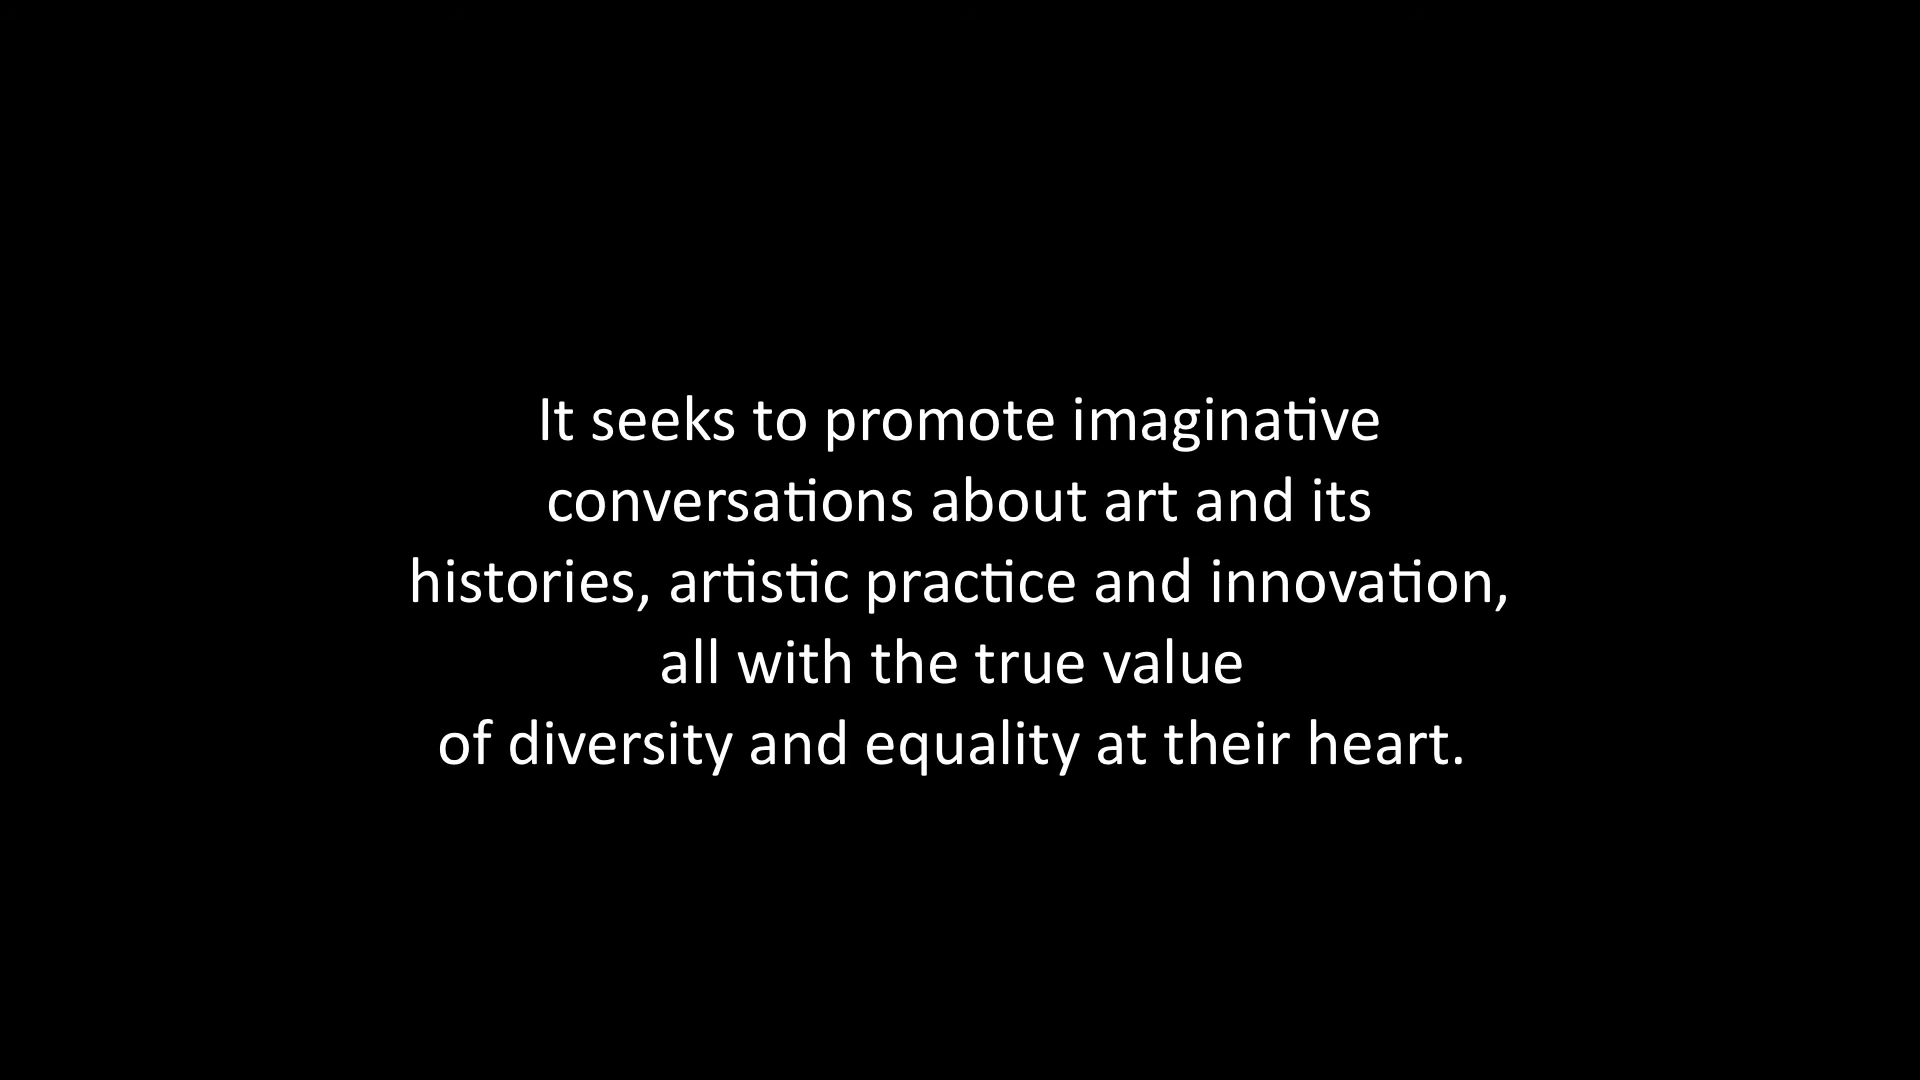 It seeks to promote imaginative
conversations about art and its
histories, artistic practice and innovation,
all with the true value
of diversity and equality at their heart.